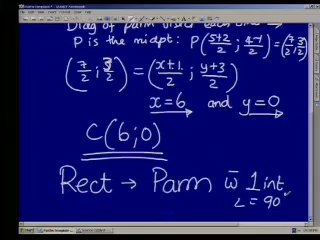 Diag of parm bisect each other →
P is the midpt: P(5+2/2 ; 4-1/2) = (7/2 ; 3/2)
(7/2 ; 3/2) = (x+1/2 ; y+3/2)
x=6 and y=0
C(6;0)
Rect → Parm w̄ 1 int
∠ = 90°